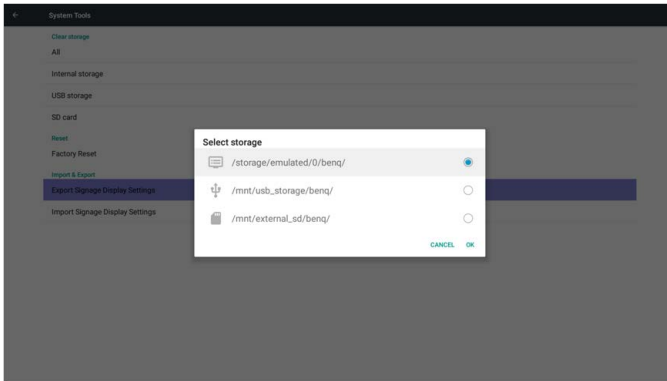 System Tools
Clear storage
All
Internal storage
USB storage
SD card
Reset
Factory Reset
Import & Export
Export Signage Display Settings
Import Signage Display Settings
Select storage
/storage/emulated/0/benq/
/mnt/usb_storage/benq/
/mnt/external_sd/benq/
CANCEL OK